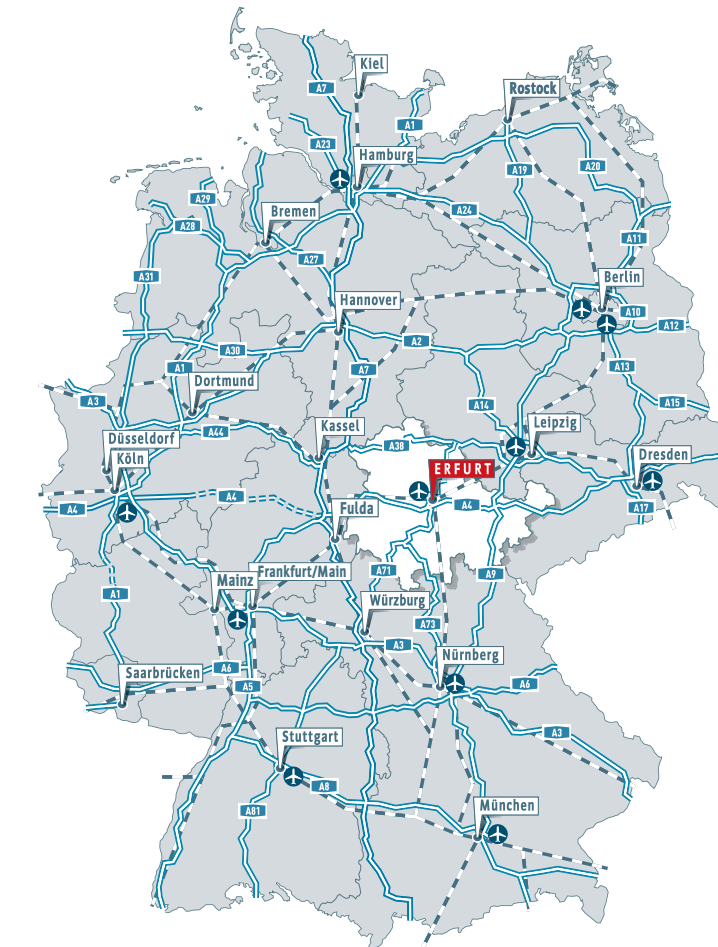 Kiel
A7
Rostock
A1
A23
Hamburg
A20
A19
A29
A24
Bremen
A28
A11
A27
A31
Berlin
Hannover
A10
A12
A2
A30
A13
A1
A7
Dortmund
A3
A15
A14
Leipzig
Kassel
A44
Düsseldorf
A38
Köln
Dresden
ERFURT
A4
A4
A4
Fulda
A17
A71
Frankfurt/Main
A9
Mainz
A1
Würzburg
A73
A3
Nürnberg
A6
Saarbrücken
A5
A6
A3
Stuttgart
A8
München
A81